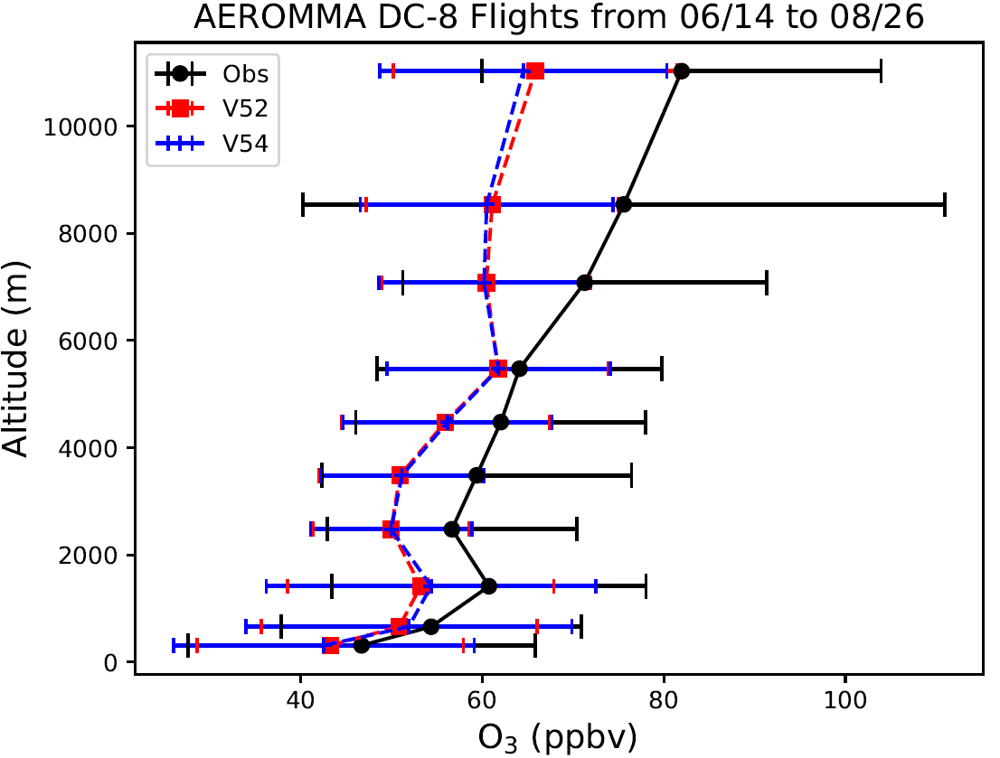 AEROMMA DC-8 Flights from 06/14 to 08/26
Obs
V52
V54
10000
8000
6000
4000
2000
0
Altitude (m)
40 60 80 100
O₃ (ppbv)